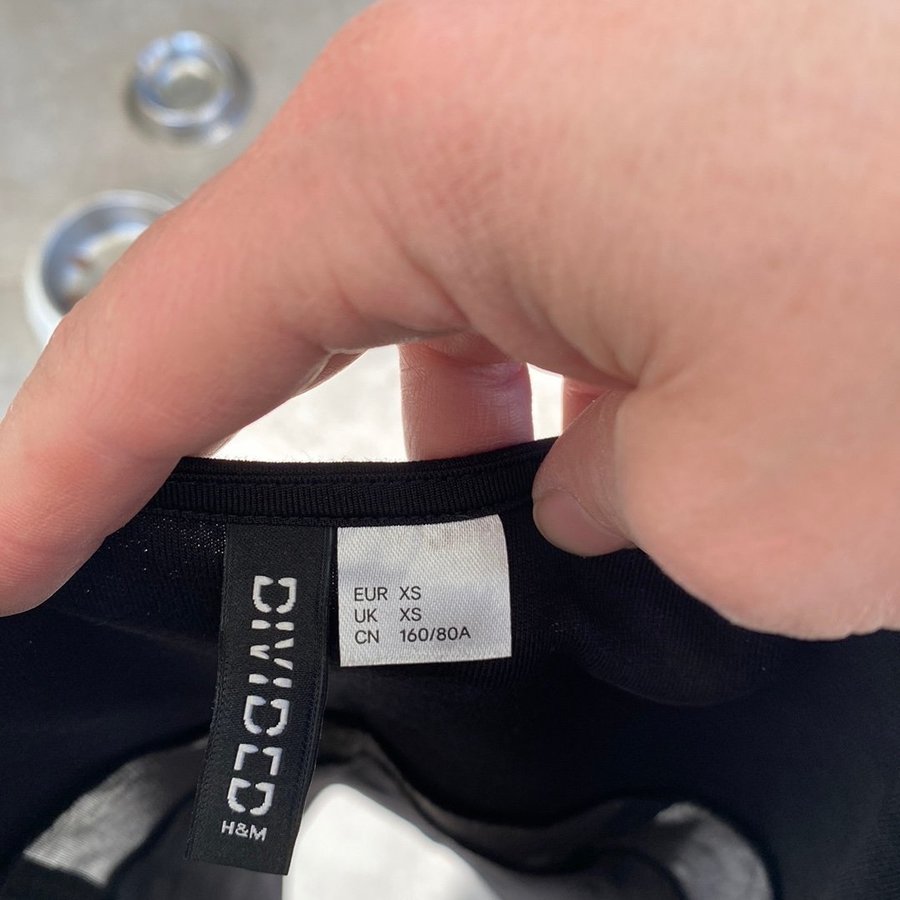 DIVIDED
H&M
EUR XS
UK XS
CN 160/80A